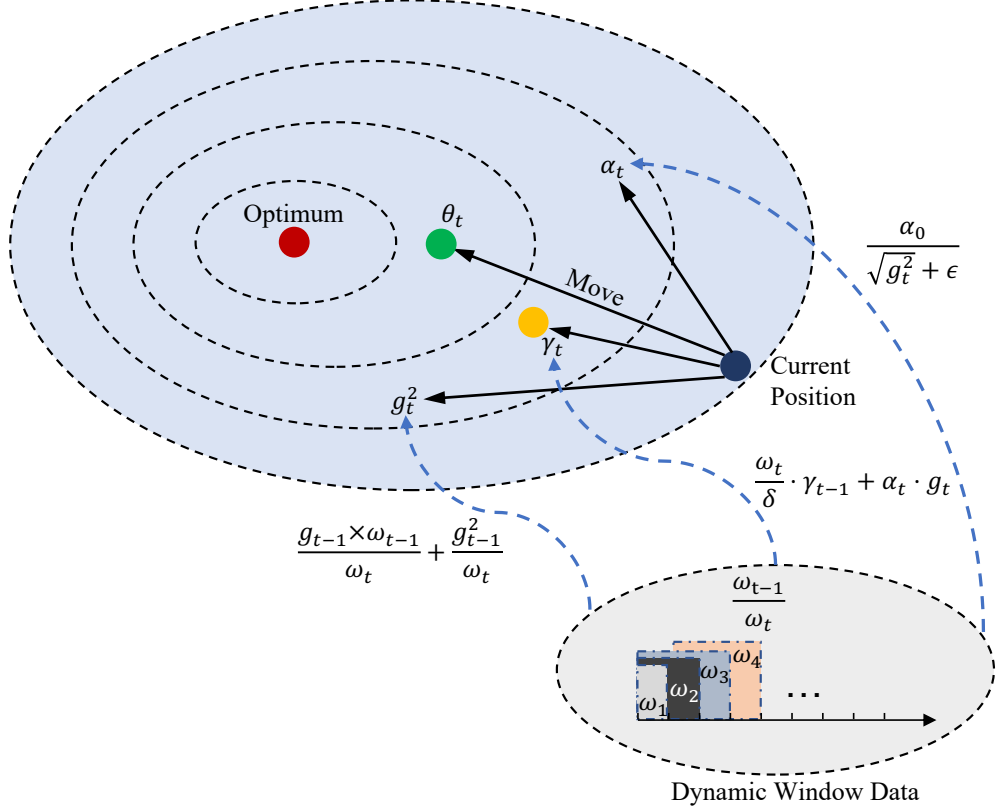 α_t
Optimum
θ_t
α_0 / (√(g_t^2) + ϵ)
Move
γ_t
Current
Position
g_t^2
ω_t/δ · γ_{t−1} + α_t · g_t
(g_{t−1}×ω_{t−1})/ω_t + g_{t−1}^2/ω_t
ω_{t−1}/ω_t
ω_4
ω_3
ω_2
ω_1
...
Dynamic Window Data